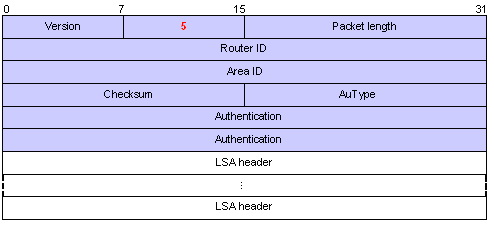 0 7 15 31
Version 5 Packet length
Router ID
Area ID
Checksum AuType
Authentication
Authentication
LSA header
...
LSA header